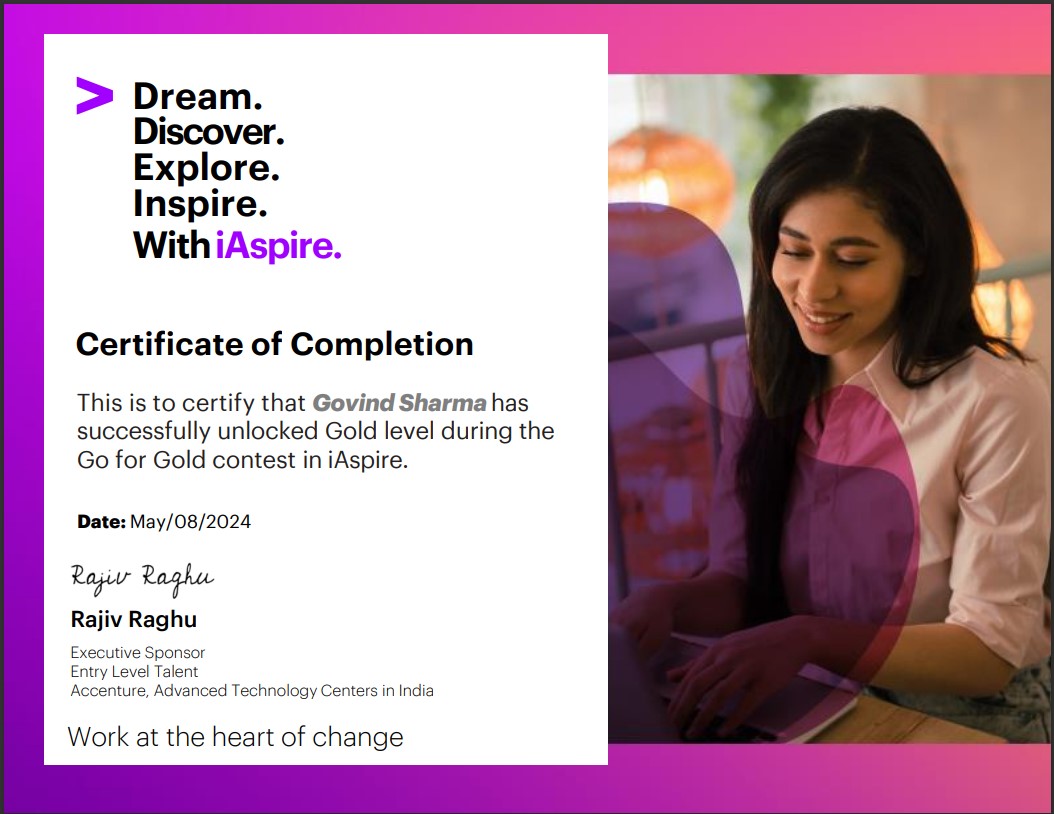 Dream.
Discover.
Explore.
Inspire.
With iAspire.
Certificate of Completion
This is to certify that Govind Sharma has
successfully unlocked Gold level during the
Go for Gold contest in iAspire.
Date: May/08/2024
Rajiv Raghu
Rajiv Raghu
Executive Sponsor
Entry Level Talent
Accenture, Advanced Technology Centers in India
Work at the heart of change